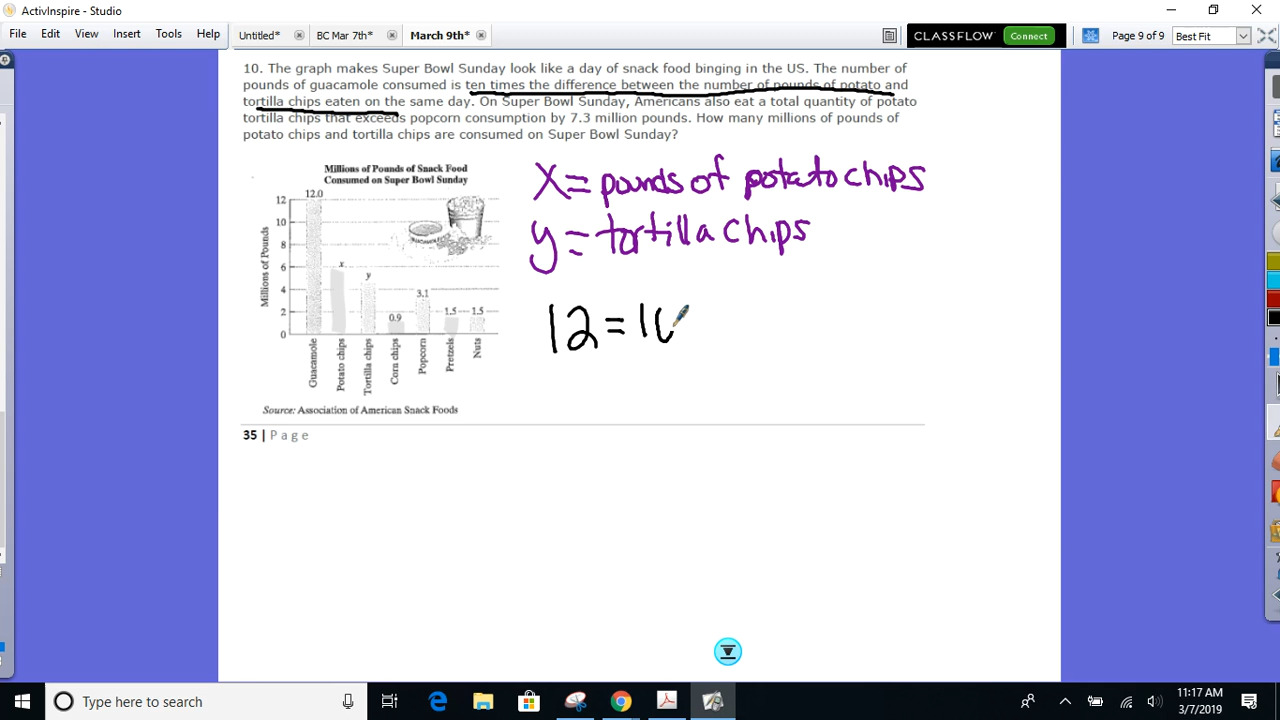 ActivInspire - Studio
File Edit View Insert Tools Help Untitled* BC Mar 7th* March 9th* CLASSFLOW Connect Page 9 of 9 Best Fit
10. The graph makes Super Bowl Sunday look like a day of snack food binging in the US. The number of
pounds of guacamole consumed is ten times the difference between the number of pounds of potato and
tortilla chips eaten on the same day. On Super Bowl Sunday, Americans also eat a total quantity of potato
tortilla chips that exceeds popcorn consumption by 7.3 million pounds. How many millions of pounds of
potato chips and tortilla chips are consumed on Super Bowl Sunday?
Millions of Pounds of Snack Food
Consumed on Super Bowl Sunday
Millions of Pounds
12
10
8
6
4
2
0
12.0
x
y
0.9
3.1
1.5
1.5
Guacamole
Potato chips
Tortilla chips
Corn chips
Popcorn
Pretzels
Nuts
Source: Association of American Snack Foods
X = pounds of potato chips
y = tortilla chips
12 = 10
35 | Page
Type here to search
11:17 AM
3/7/2019